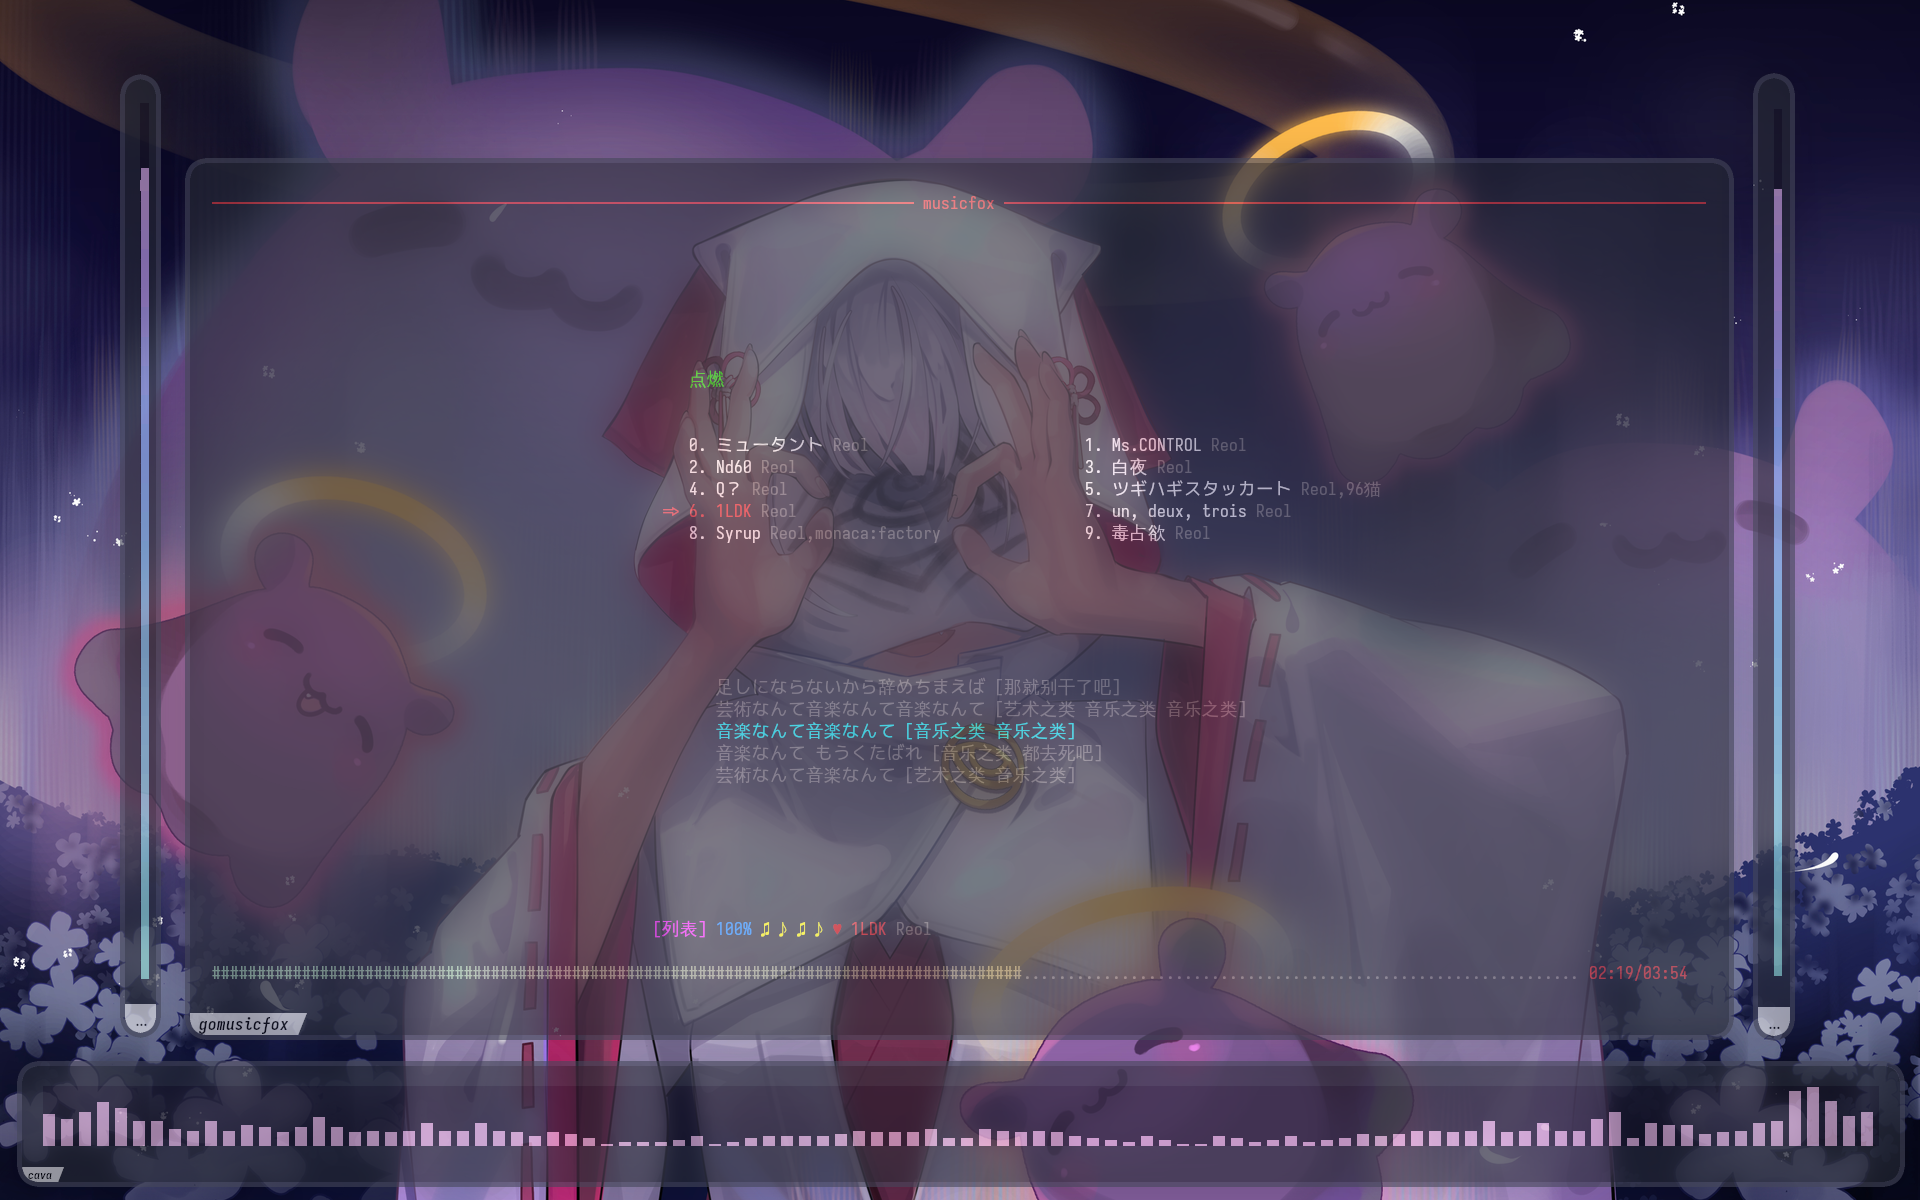 musicfox
点燃
0. ミュータント Reol
1. Ms.CONTROL Reol
2. Nd60 Reol
3. 白夜 Reol
4. Q？ Reol
5. ツギハギスタッカート Reol,96猫
⇒ 6. 1LDK Reol
7. un, deux, trois Reol
8. Syrup Reol,monaca:factory
9. 毒占欲 Reol
足しにならないから辞めちまえば [那就别干了吧]
芸術なんて音楽なんて音楽なんて [艺术之类 音乐之类 音乐之类]
音楽なんて音楽なんて [音乐之类 音乐之类]
音楽なんて もうくたばれ [音乐之类 都去死吧]
芸術なんて音楽なんて [艺术之类 音乐之类]
[列表] 100% ♫ ♪ ♫ ♪ ♥ 1LDK Reol
02:19/03:54
...
gomusicfox
...
cava